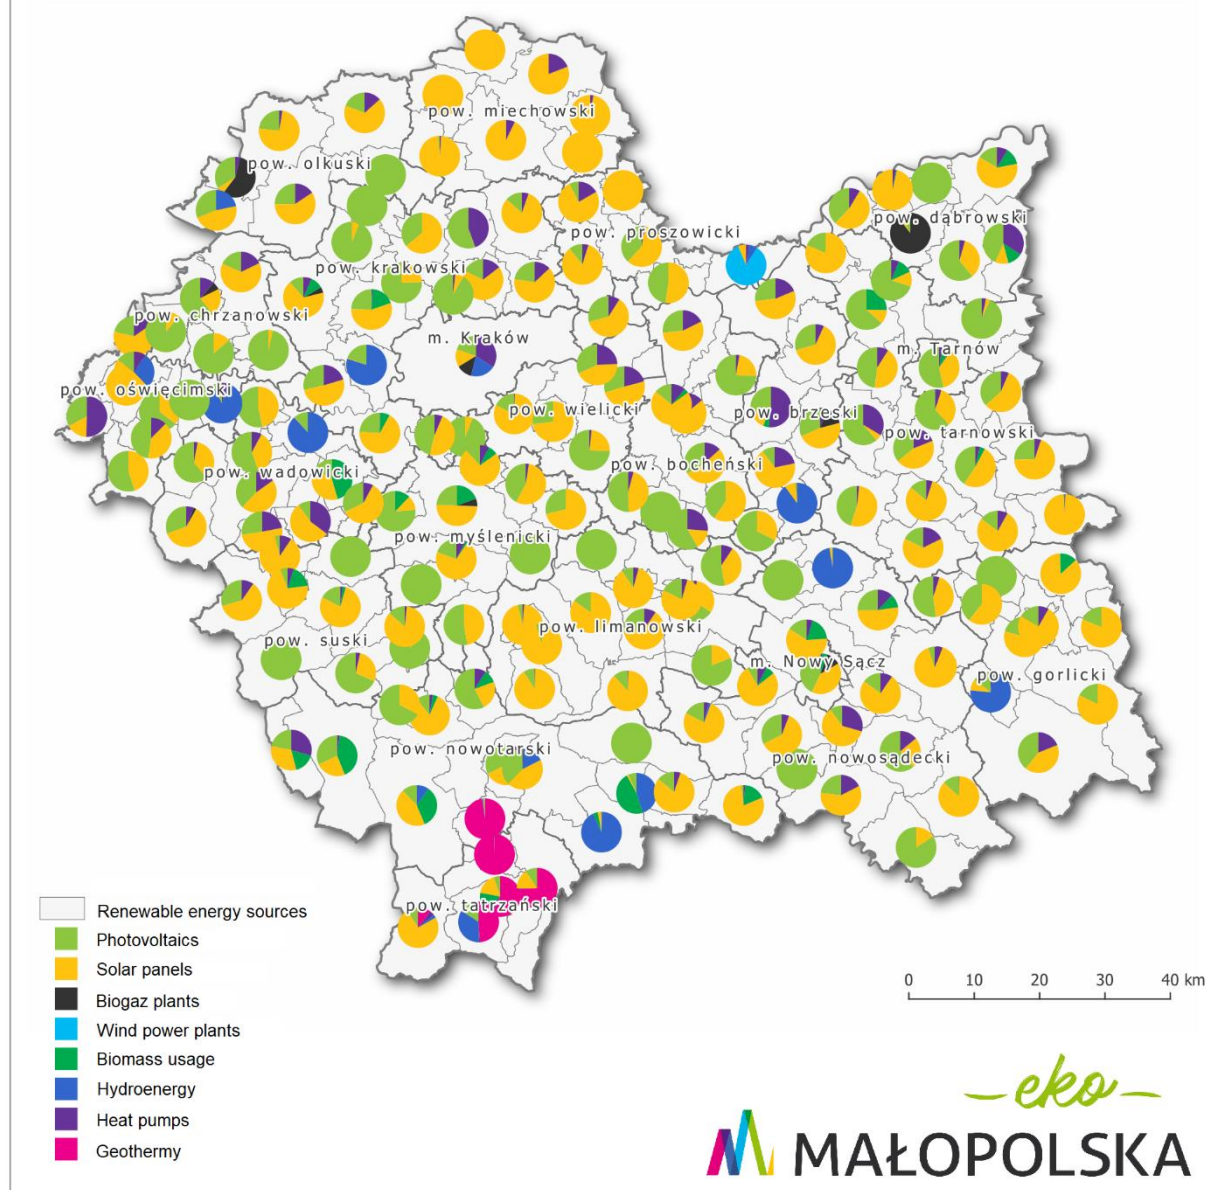 pow. miechowski
pow. olkuski
pow. dąbrowski
pow. proszowicki
pow. krakowski
pow. chrzanowski
m. Kraków
m. Tarnów
pow. oświęcimski
pow. wielicki
pow. brzeski
pow. tarnowski
pow. bocheński
pow. wadowicki
pow. myślenicki
pow. limanowski
pow. suski
m. Nowy Sącz
pow. gorlicki
pow. nowotarski
pow. nowosądecki
pow. tatrzański
Renewable energy sources
Photovoltaics
Solar panels
Biogaz plants
Wind power plants
Biomass usage
Hydroenergy
Heat pumps
Geothermy
0 10 20 30 40 km
eko
MAŁOPOLSKA